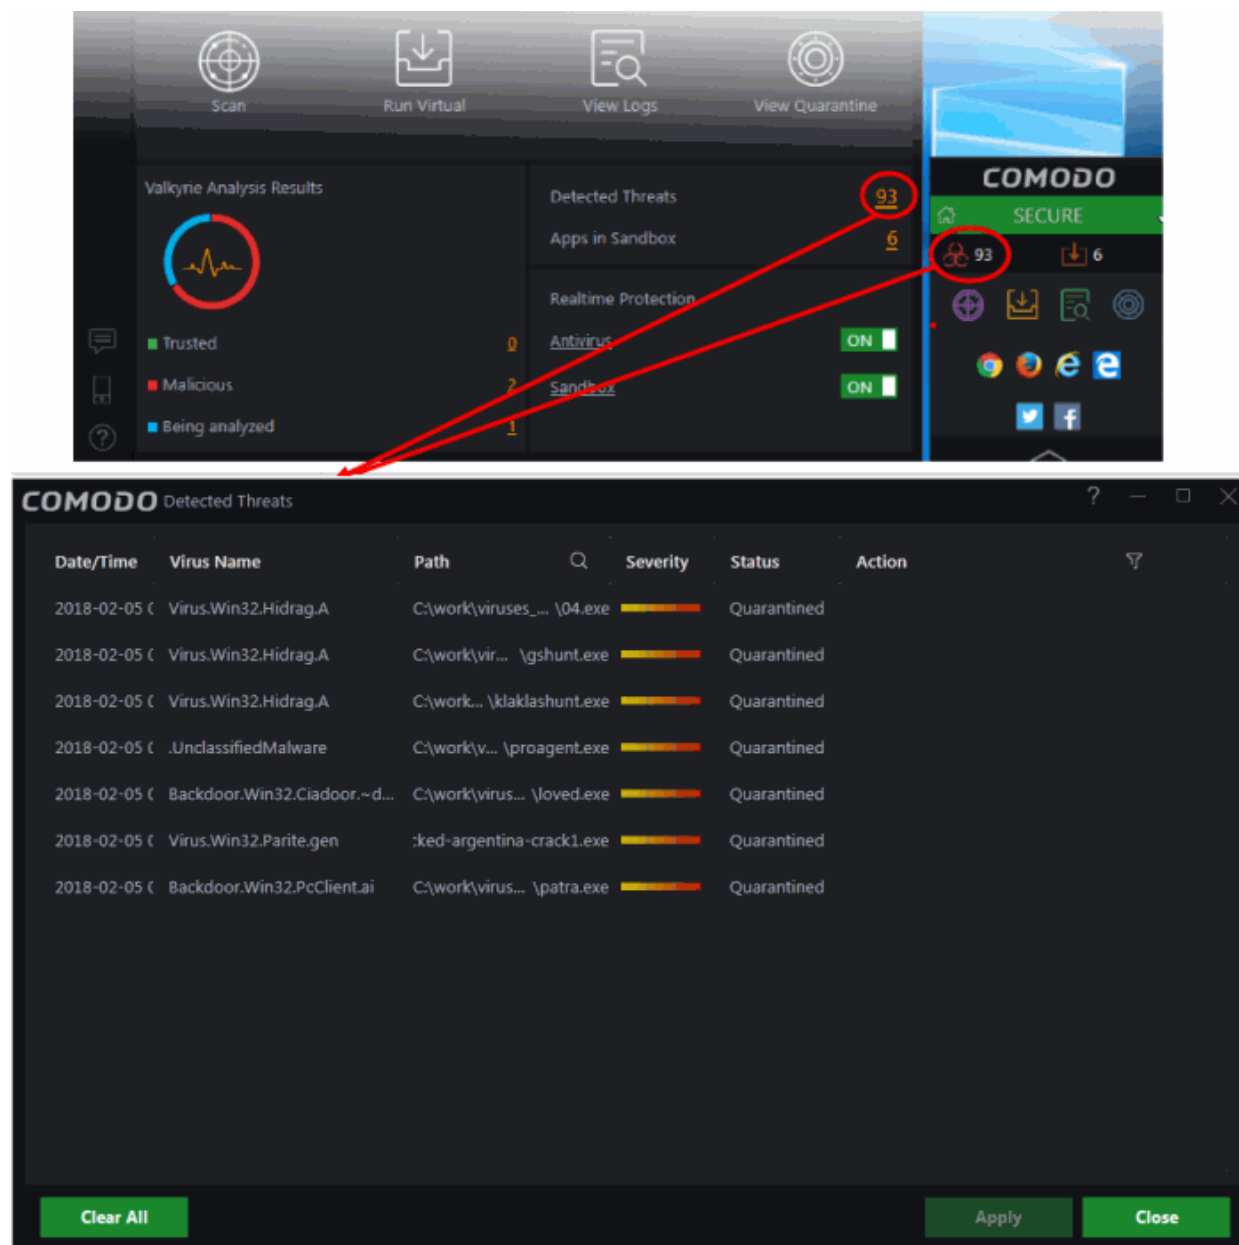 Scan
Run Virtual
View Logs
View Quarantine
Valkyrie Analysis Results
Trusted 0
Malicious 2
Being analyzed 1
Detected Threats 93
Apps in Sandbox 6
Realtime Protection
Antivirus ON
Sandbox ON
COMODO
SECURE
93 6
COMODO Detected Threats
Date/Time Virus Name Path Severity Status Action
2018-02-05 Virus.Win32.Hidrag.A C:\work\viruses_... \04.exe Quarantined
2018-02-05 Virus.Win32.Hidrag.A C:\work\vir... \gshunt.exe Quarantined
2018-02-05 Virus.Win32.Hidrag.A C:\work... \klaklashunt.exe Quarantined
2018-02-05 .UnclassifiedMalware C:\work\v... \proagent.exe Quarantined
2018-02-05 Backdoor.Win32.Ciadoor.~d... C:\work\virus... \loved.exe Quarantined
2018-02-05 Virus.Win32.Parite.gen :ked-argentina-crack1.exe Quarantined
2018-02-05 Backdoor.Win32.PcClient.ai C:\work\virus... \patra.exe Quarantined
Clear All
Apply
Close